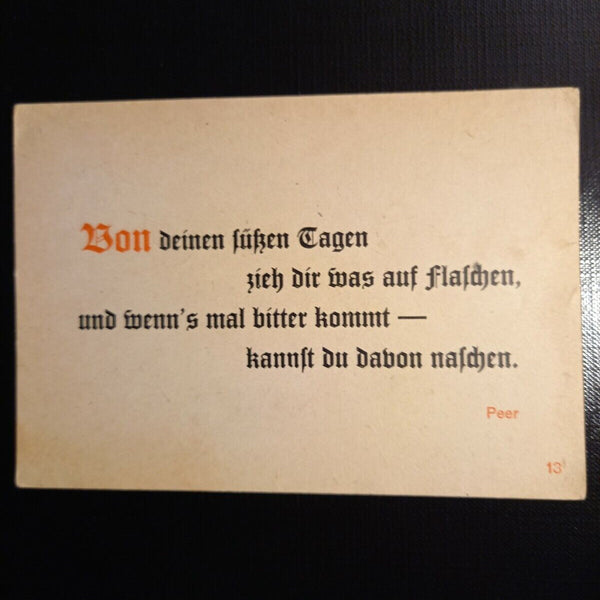 Von deinen süßen Tagen
zieh dir was auf Flaschen,
und wenn's mal bitter kommt —
kannst du davon naschen.
Peer
13